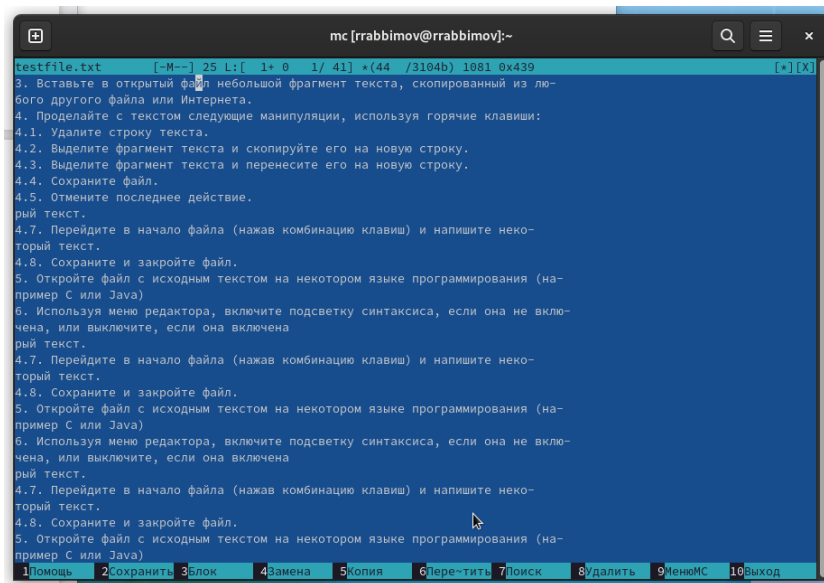 mc [rrabbimov@rrabbimov]:~
testfile.txt [-M--] 25 L:[ 1+ 0 1/ 41] *(44 /3104b) 1081 0x439 [*][X]
3. Вставьте в открытый файл небольшой фрагмент текста, скопированный из лю-
бого другого файла или Интернета.
4. Проделайте с текстом следующие манипуляции, используя горячие клавиши:
4.1. Удалите строку текста.
4.2. Выделите фрагмент текста и скопируйте его на новую строку.
4.3. Выделите фрагмент текста и перенесите его на новую строку.
4.4. Сохраните файл.
4.5. Отмените последнее действие.
рый текст.
4.7. Перейдите в начало файла (нажав комбинацию клавиш) и напишите неко-
торый текст.
4.8. Сохраните и закройте файл.
5. Откройте файл с исходным текстом на некотором языке программирования (на-
пример C или Java)
6. Используя меню редактора, включите подсветку синтаксиса, если она не вклю-
чена, или выключите, если она включена
рый текст.
4.7. Перейдите в начало файла (нажав комбинацию клавиш) и напишите неко-
торый текст.
4.8. Сохраните и закройте файл.
5. Откройте файл с исходным текстом на некотором языке программирования (на-
пример C или Java)
6. Используя меню редактора, включите подсветку синтаксиса, если она не вклю-
чена, или выключите, если она включена
рый текст.
4.7. Перейдите в начало файла (нажав комбинацию клавиш) и напишите неко-
торый текст.
4.8. Сохраните и закройте файл.
5. Откройте файл с исходным текстом на некотором языке программирования (на-
пример C или Java)
1Помощь 2Сохранить 3Блок 4Замена 5Копия 6Пере~тить 7Поиск 8Удалить 9МенюМС 10Выход